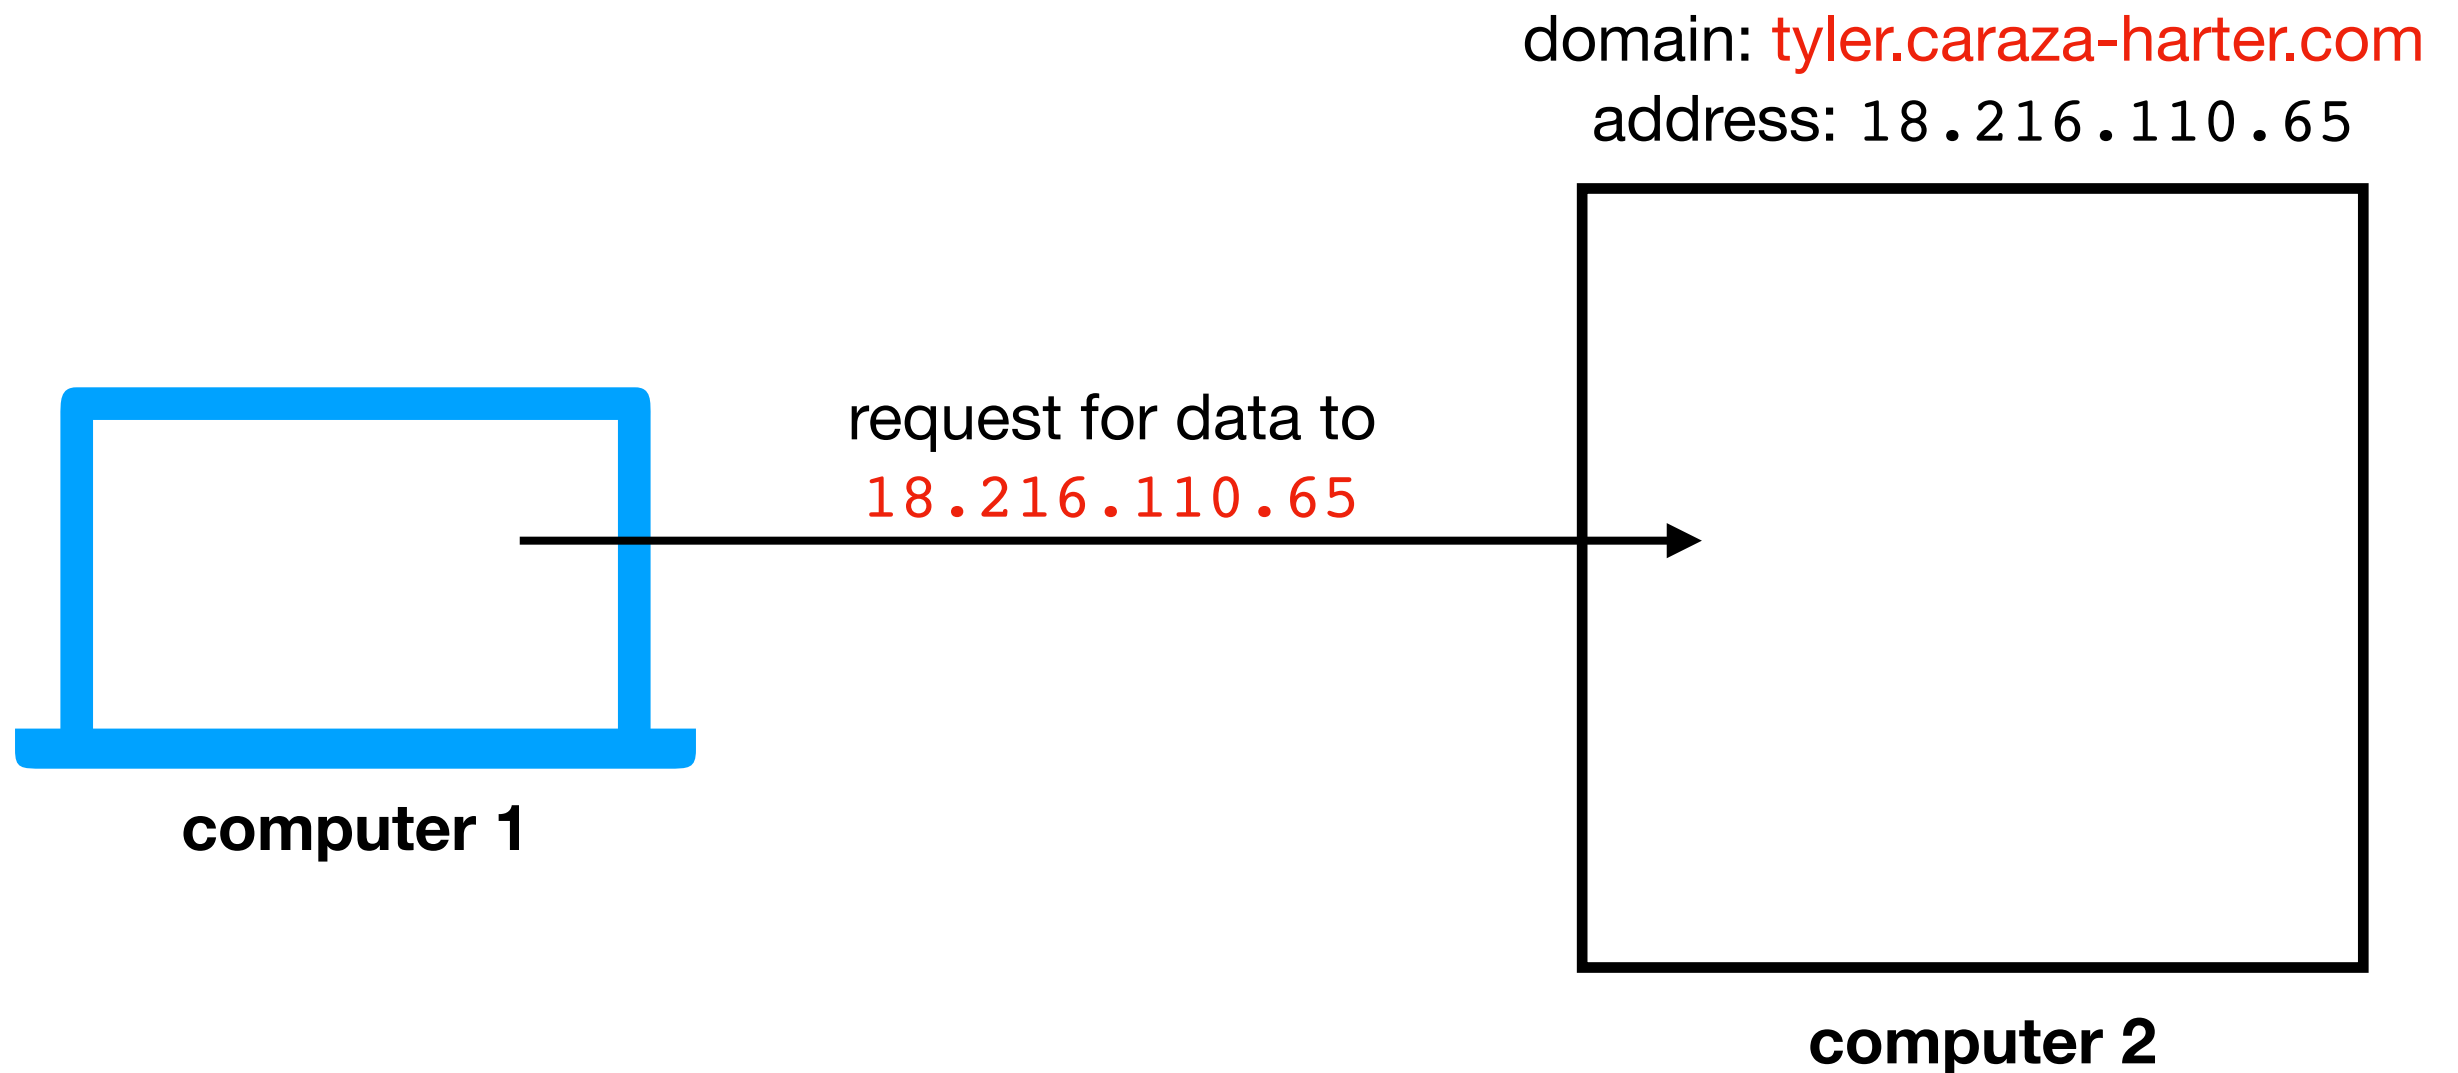 domain: tyler.caraza-harter.com
address: 18.216.110.65
request for data to
18.216.110.65
computer 1
computer 2